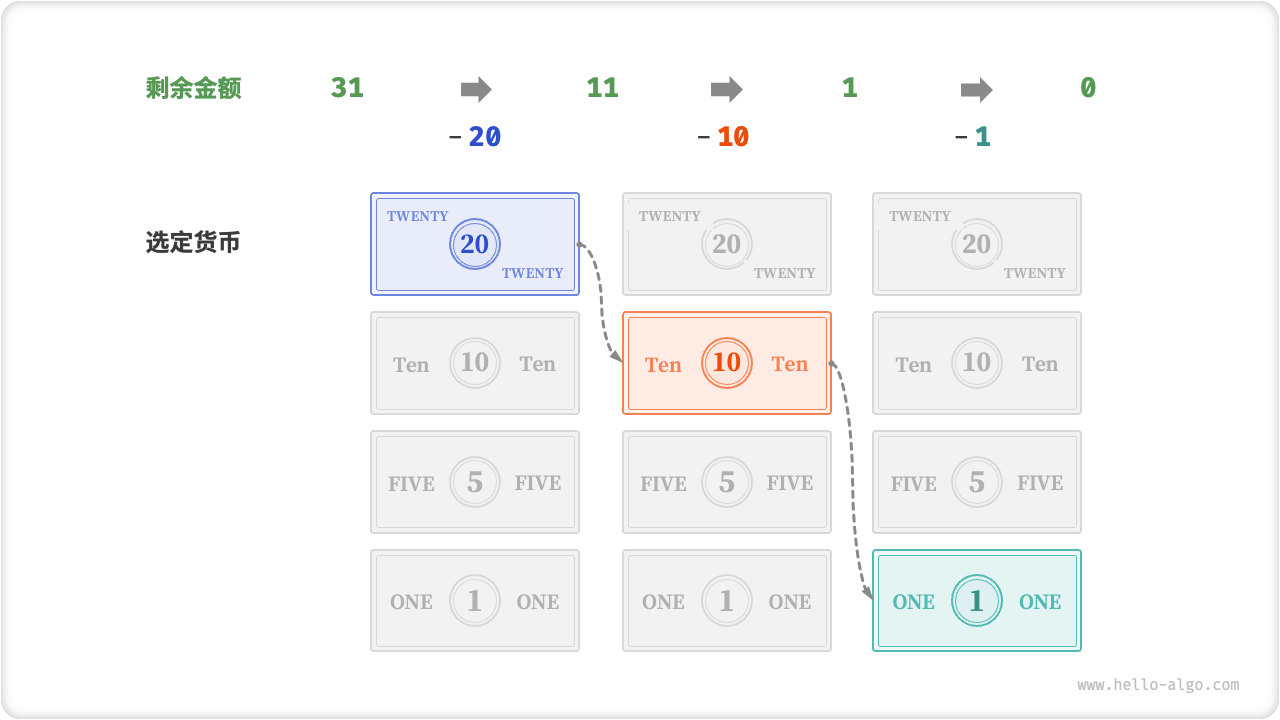 剩余金额 31 11 1 0
－20 －10 －1
选定货币
TWENTY 20 TWENTY TWENTY 20 TWENTY TWENTY 20 TWENTY
Ten 10 Ten Ten 10 Ten Ten 10 Ten
FIVE 5 FIVE FIVE 5 FIVE FIVE 5 FIVE
ONE 1 ONE ONE 1 ONE ONE 1 ONE
www.hello-algo.com